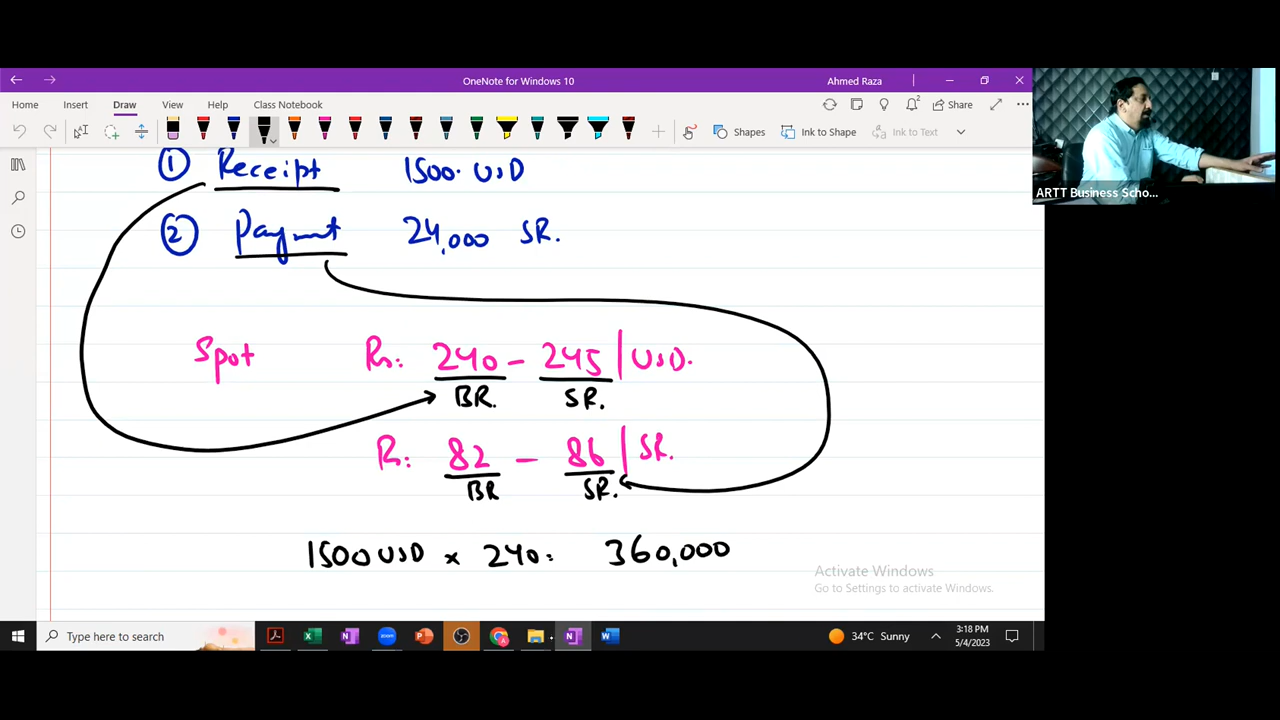 OneNote for Windows 10
Ahmed Raza
Home Insert Draw View Help Class Notebook
Share
Shapes Ink to Shape Ink to Text
ARTT Business Scho...
① Receipt 1500. USD
② Payment 24,000 SR.
Spot Rs: 240 - 245 | USD.
BR. SR.
R: 82 - 86 | SR.
BR SR.
1500 USD x 240: 360,000
Activate Windows
Go to Settings to activate Windows.
Type here to search
34°C Sunny
3:18 PM
5/4/2023